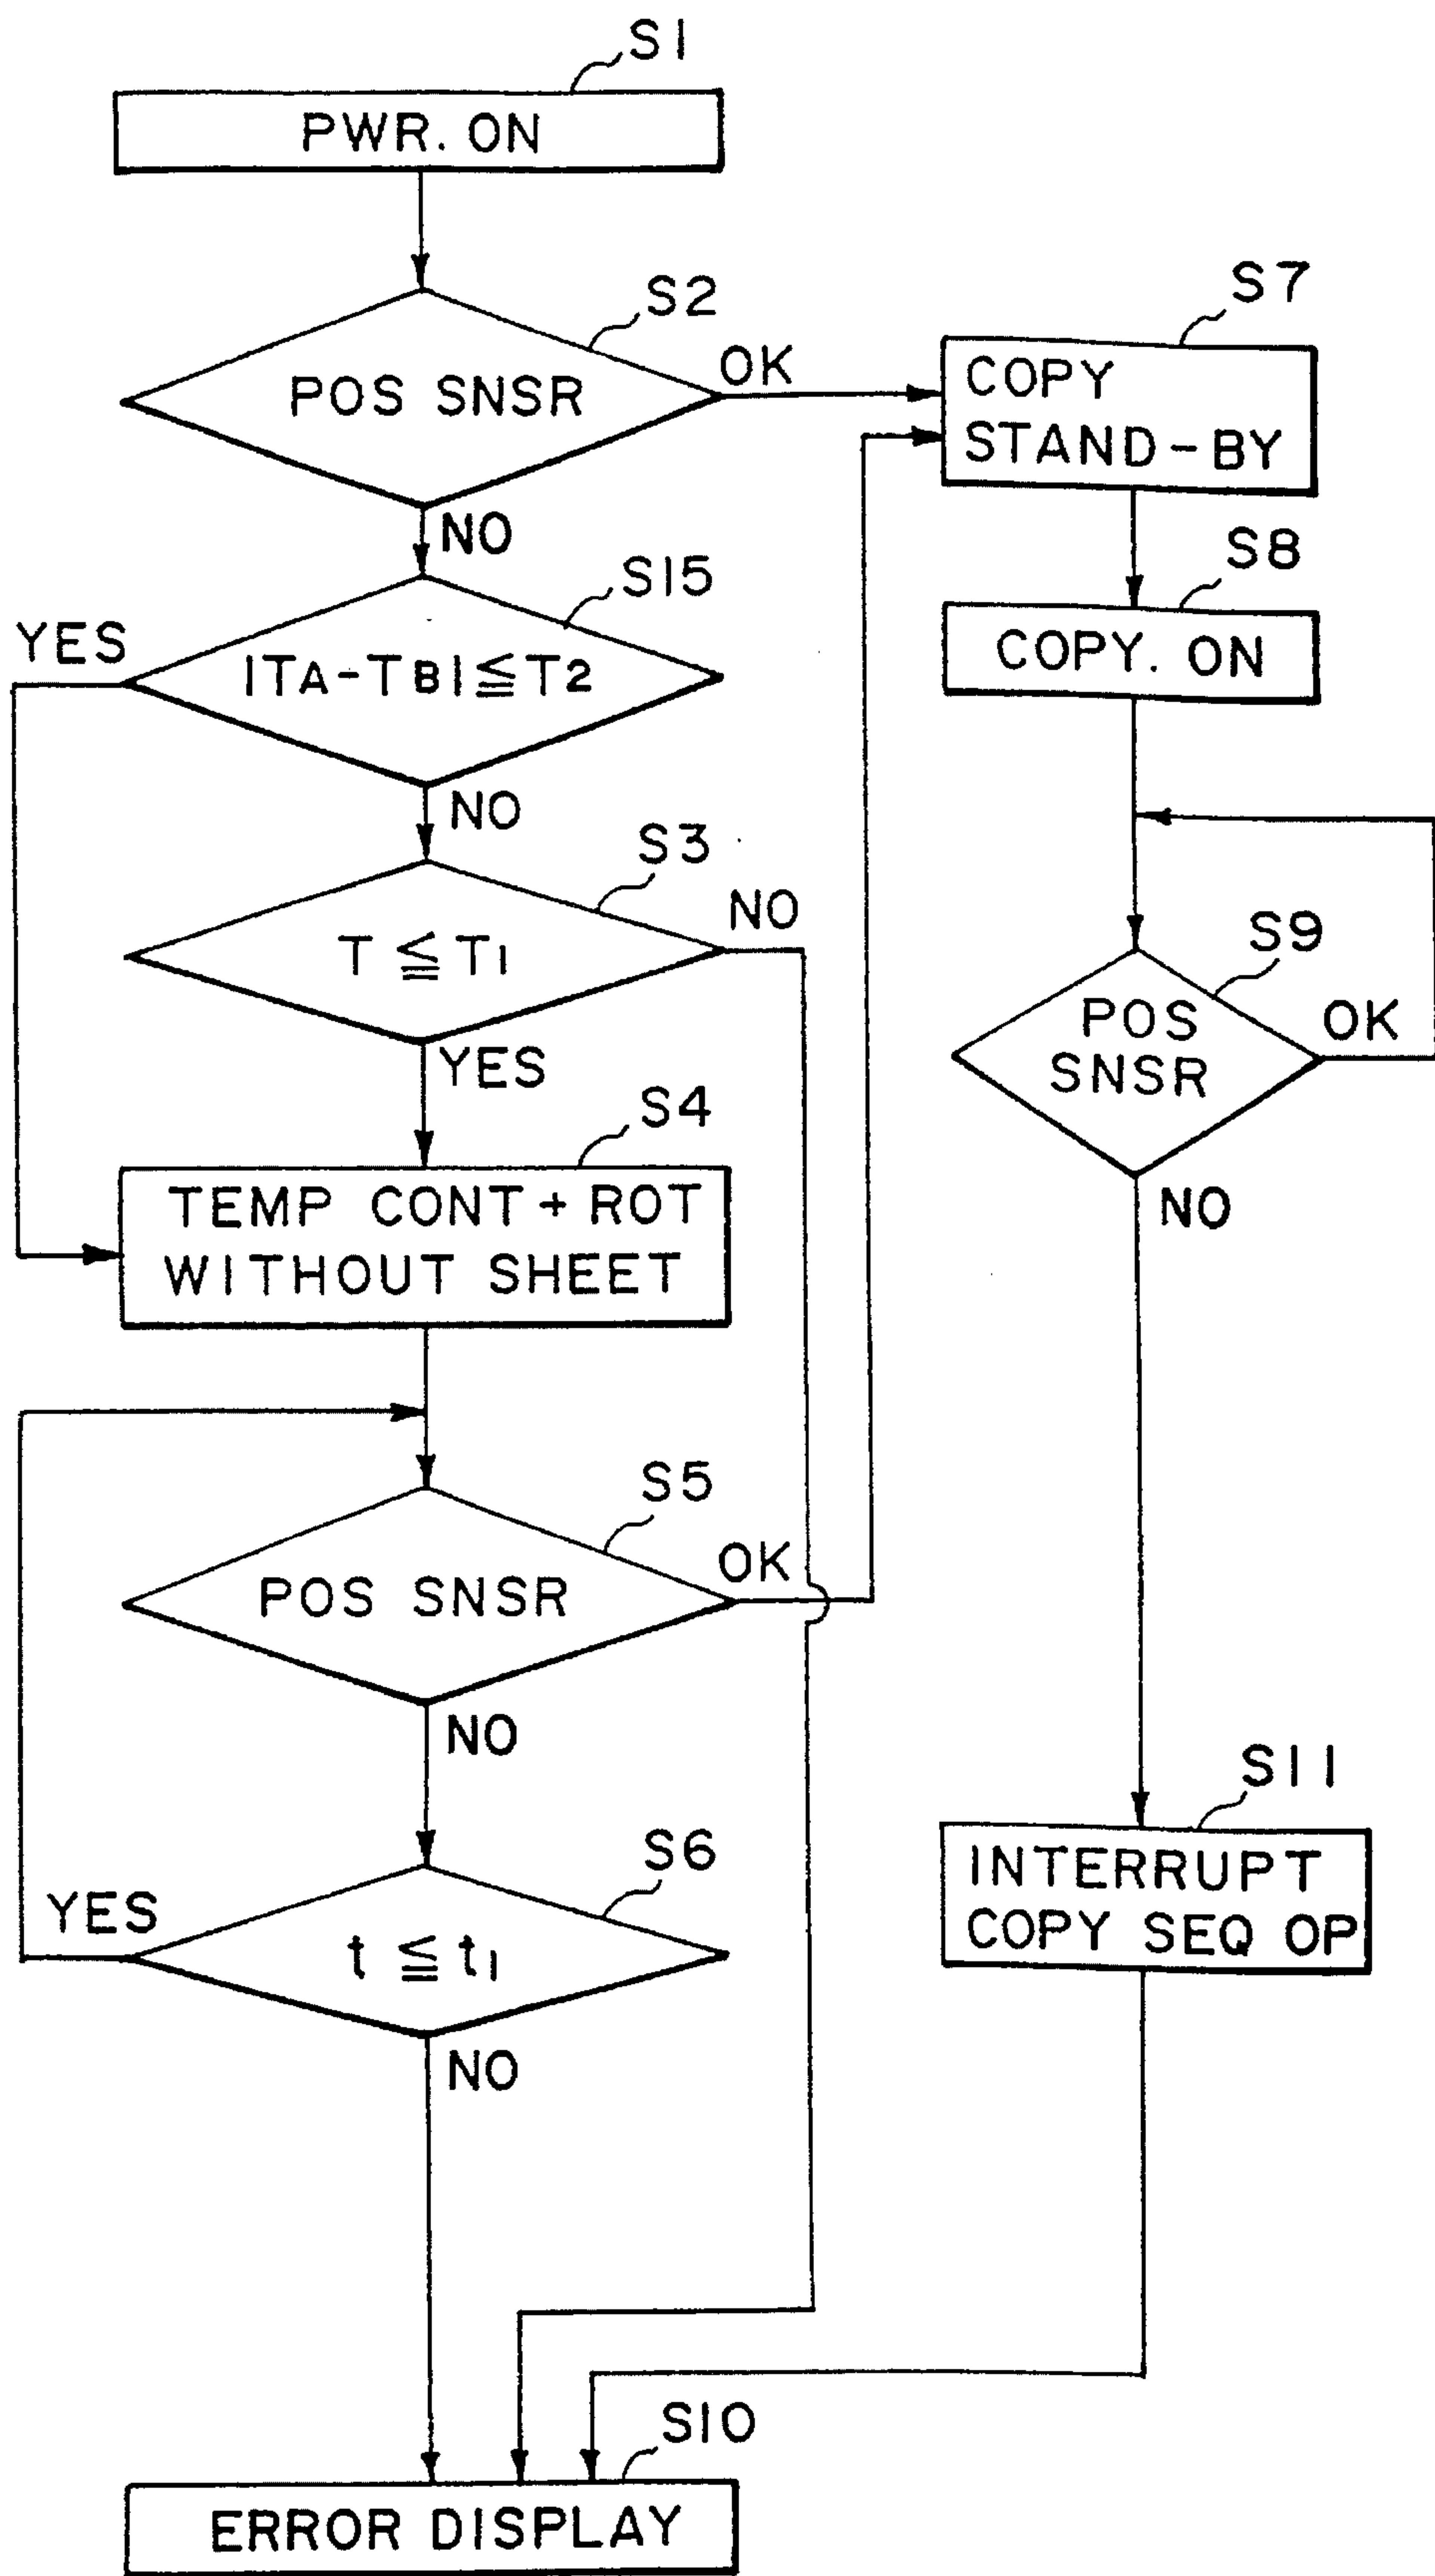 S1
PWR. ON
S2
POS SNSR
OK
NO
S7
COPY
STAND-BY
S15
YES
|TA-TB|≦T2
NO
S8
COPY. ON
S3
T ≦ T1
NO
YES
S9
POS
SNSR
OK
NO
S4
TEMP CONT + ROT
WITHOUT SHEET
S5
POS SNSR
OK
NO
S6
YES
t ≦ t1
NO
S11
INTERRUPT
COPY SEQ OP
S10
ERROR DISPLAY